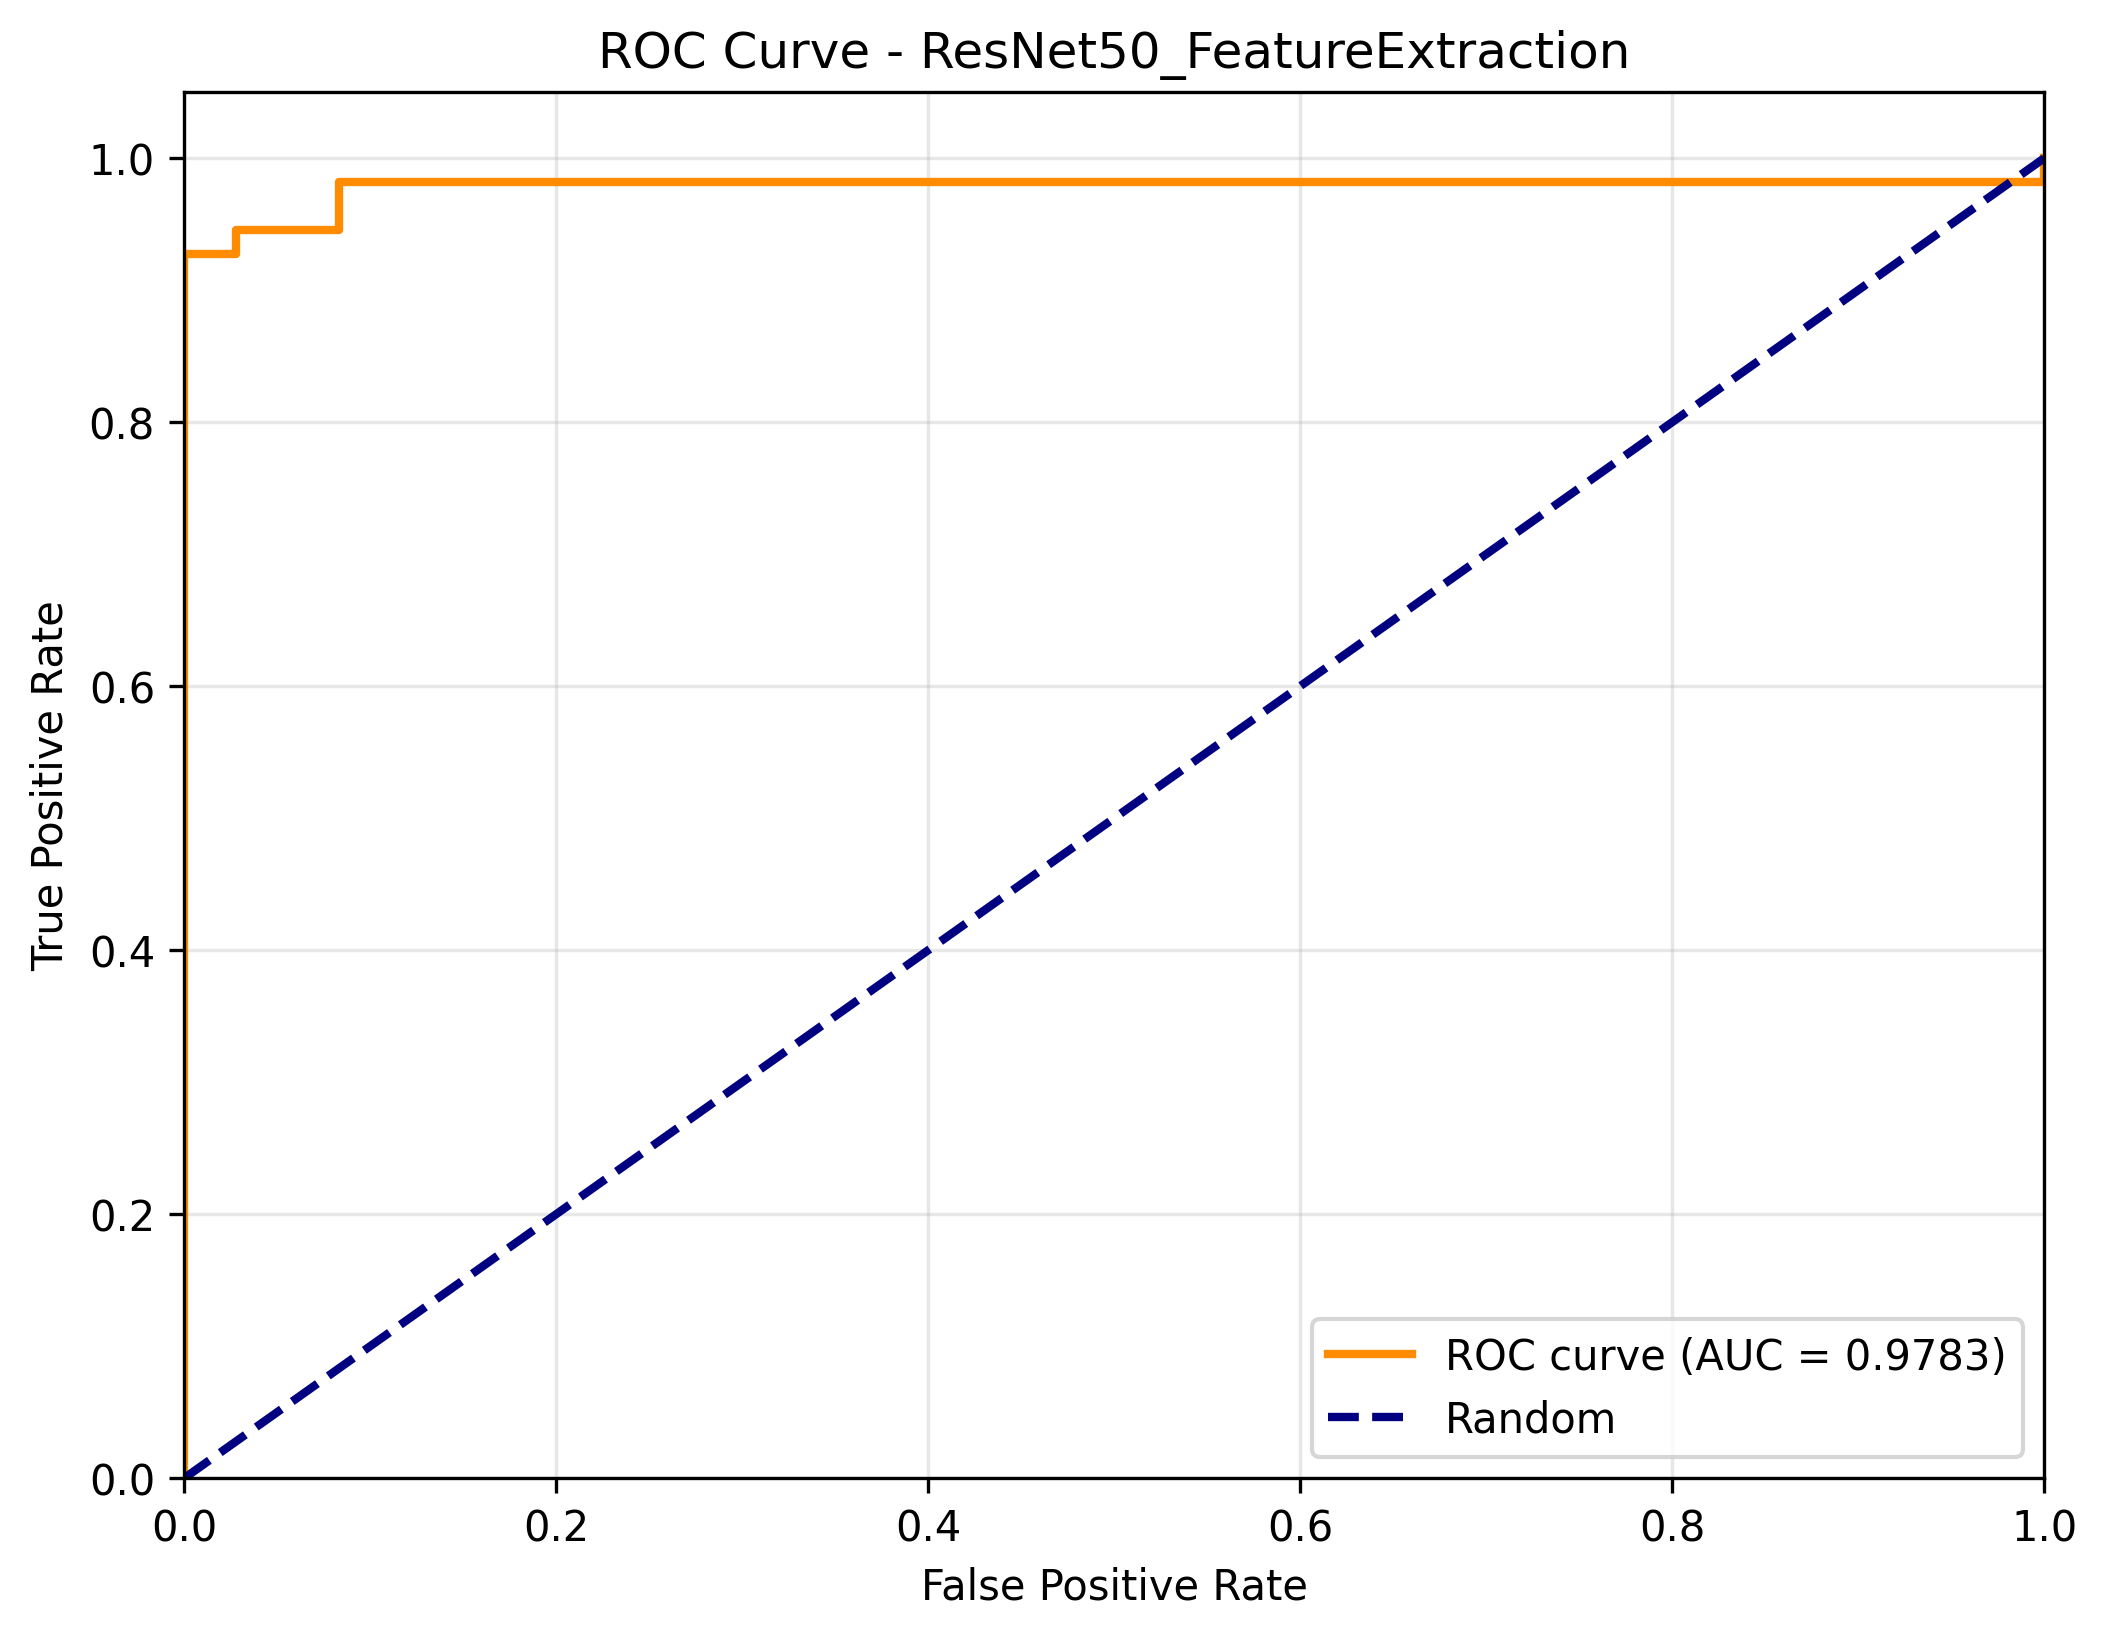 ROC Curve - ResNet50_FeatureExtraction
True Positive Rate
1.0
0.8
0.6
0.4
0.2
0.0
0.0 0.2 0.4 0.6 0.8 1.0
False Positive Rate
ROC curve (AUC = 0.9783)
Random